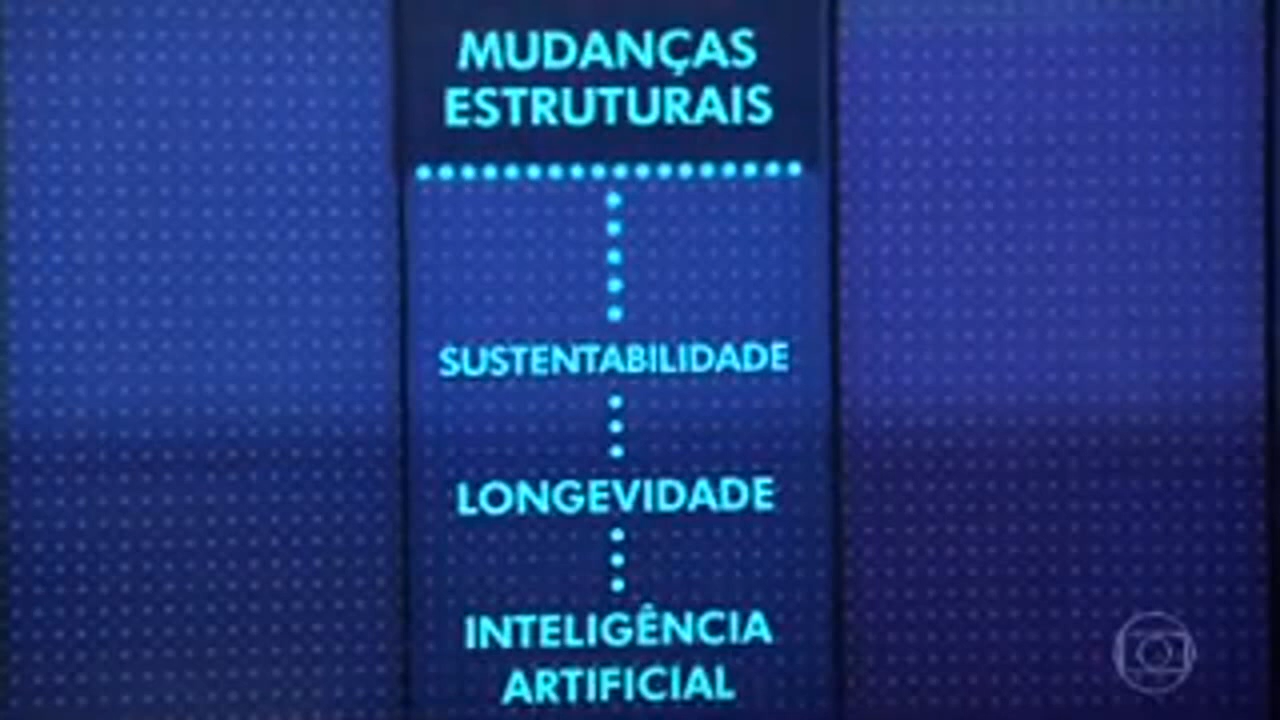 MUDANÇAS
ESTRUTURAIS
SUSTENTABILIDADE
LONGEVIDADE
INTELIGÊNCIA
ARTIFICIAL